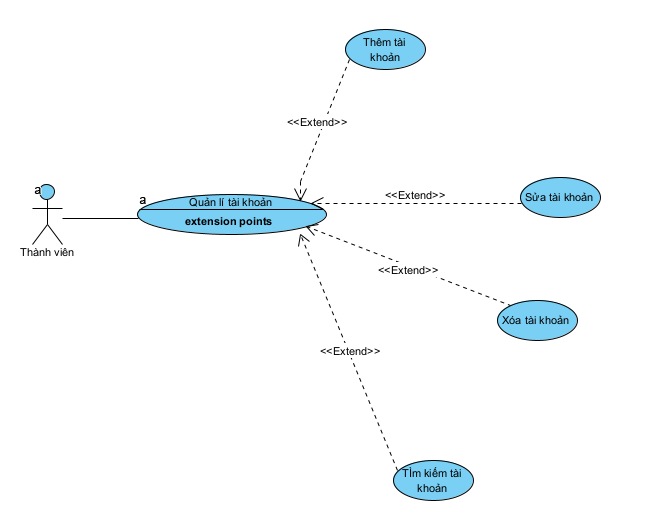 Thêm tài
khoản
<<Extend>>
a
Thành viên
a
Quản lí tài khoản
extension points
<<Extend>>
Sửa tài khoản
<<Extend>>
Xóa tài khoản
<<Extend>>
TÌm kiếm tài
khoản